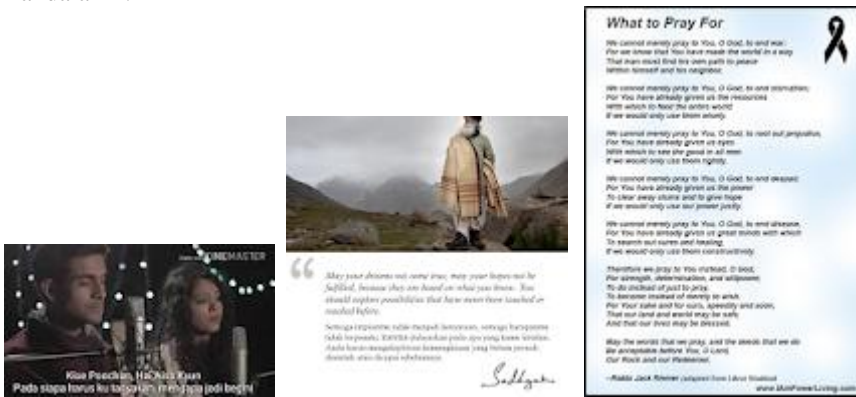 KINEMASTER
Kise Poochun, Hai Aisa Kyun
Pada siapa harus ku tanyakan, mengapa jadi begini
May your dreams not come true, may your hopes not be
fulfilled, because they are based on what you know. You
should explore possibilities that have never been touched or
reached before.
Sadhguru
What to Pray For
We cannot merely pray to You, O God, to end war;
For we know that You have made the world in a way
That man must find his own path to peace
Within himself and his neighbor.
We cannot merely pray to You, O God, to end starvation;
For You have already given us the resources
With which to feed the entire world
If we would only use them wisely.
We cannot merely pray to You, O God, to root out prejudice,
For You have already given us eyes
With which to see the good in all men
If we would only use them rightly.
We cannot merely pray to You, O God, to end despair,
For You have already given us the power
To clear away slums and to give hope
If we would only use our power justly.
We cannot merely pray to You, O God, to end disease,
For You have already given us great minds with which
To search out cures and healing,
If we would only use them constructively.
Therefore we pray to You instead, O God,
For strength, determination, and willpower,
To do instead of just to pray,
To become instead of merely to wish.
For Your sake and for ours, speedily and soon,
That our land and world may be safe,
And that our lives may be blessed.
May the words that we pray, and the deeds that we do
Be acceptable before You, O Lord,
Our Rock and our Redeemer.
--Rabbi Jack Riemer